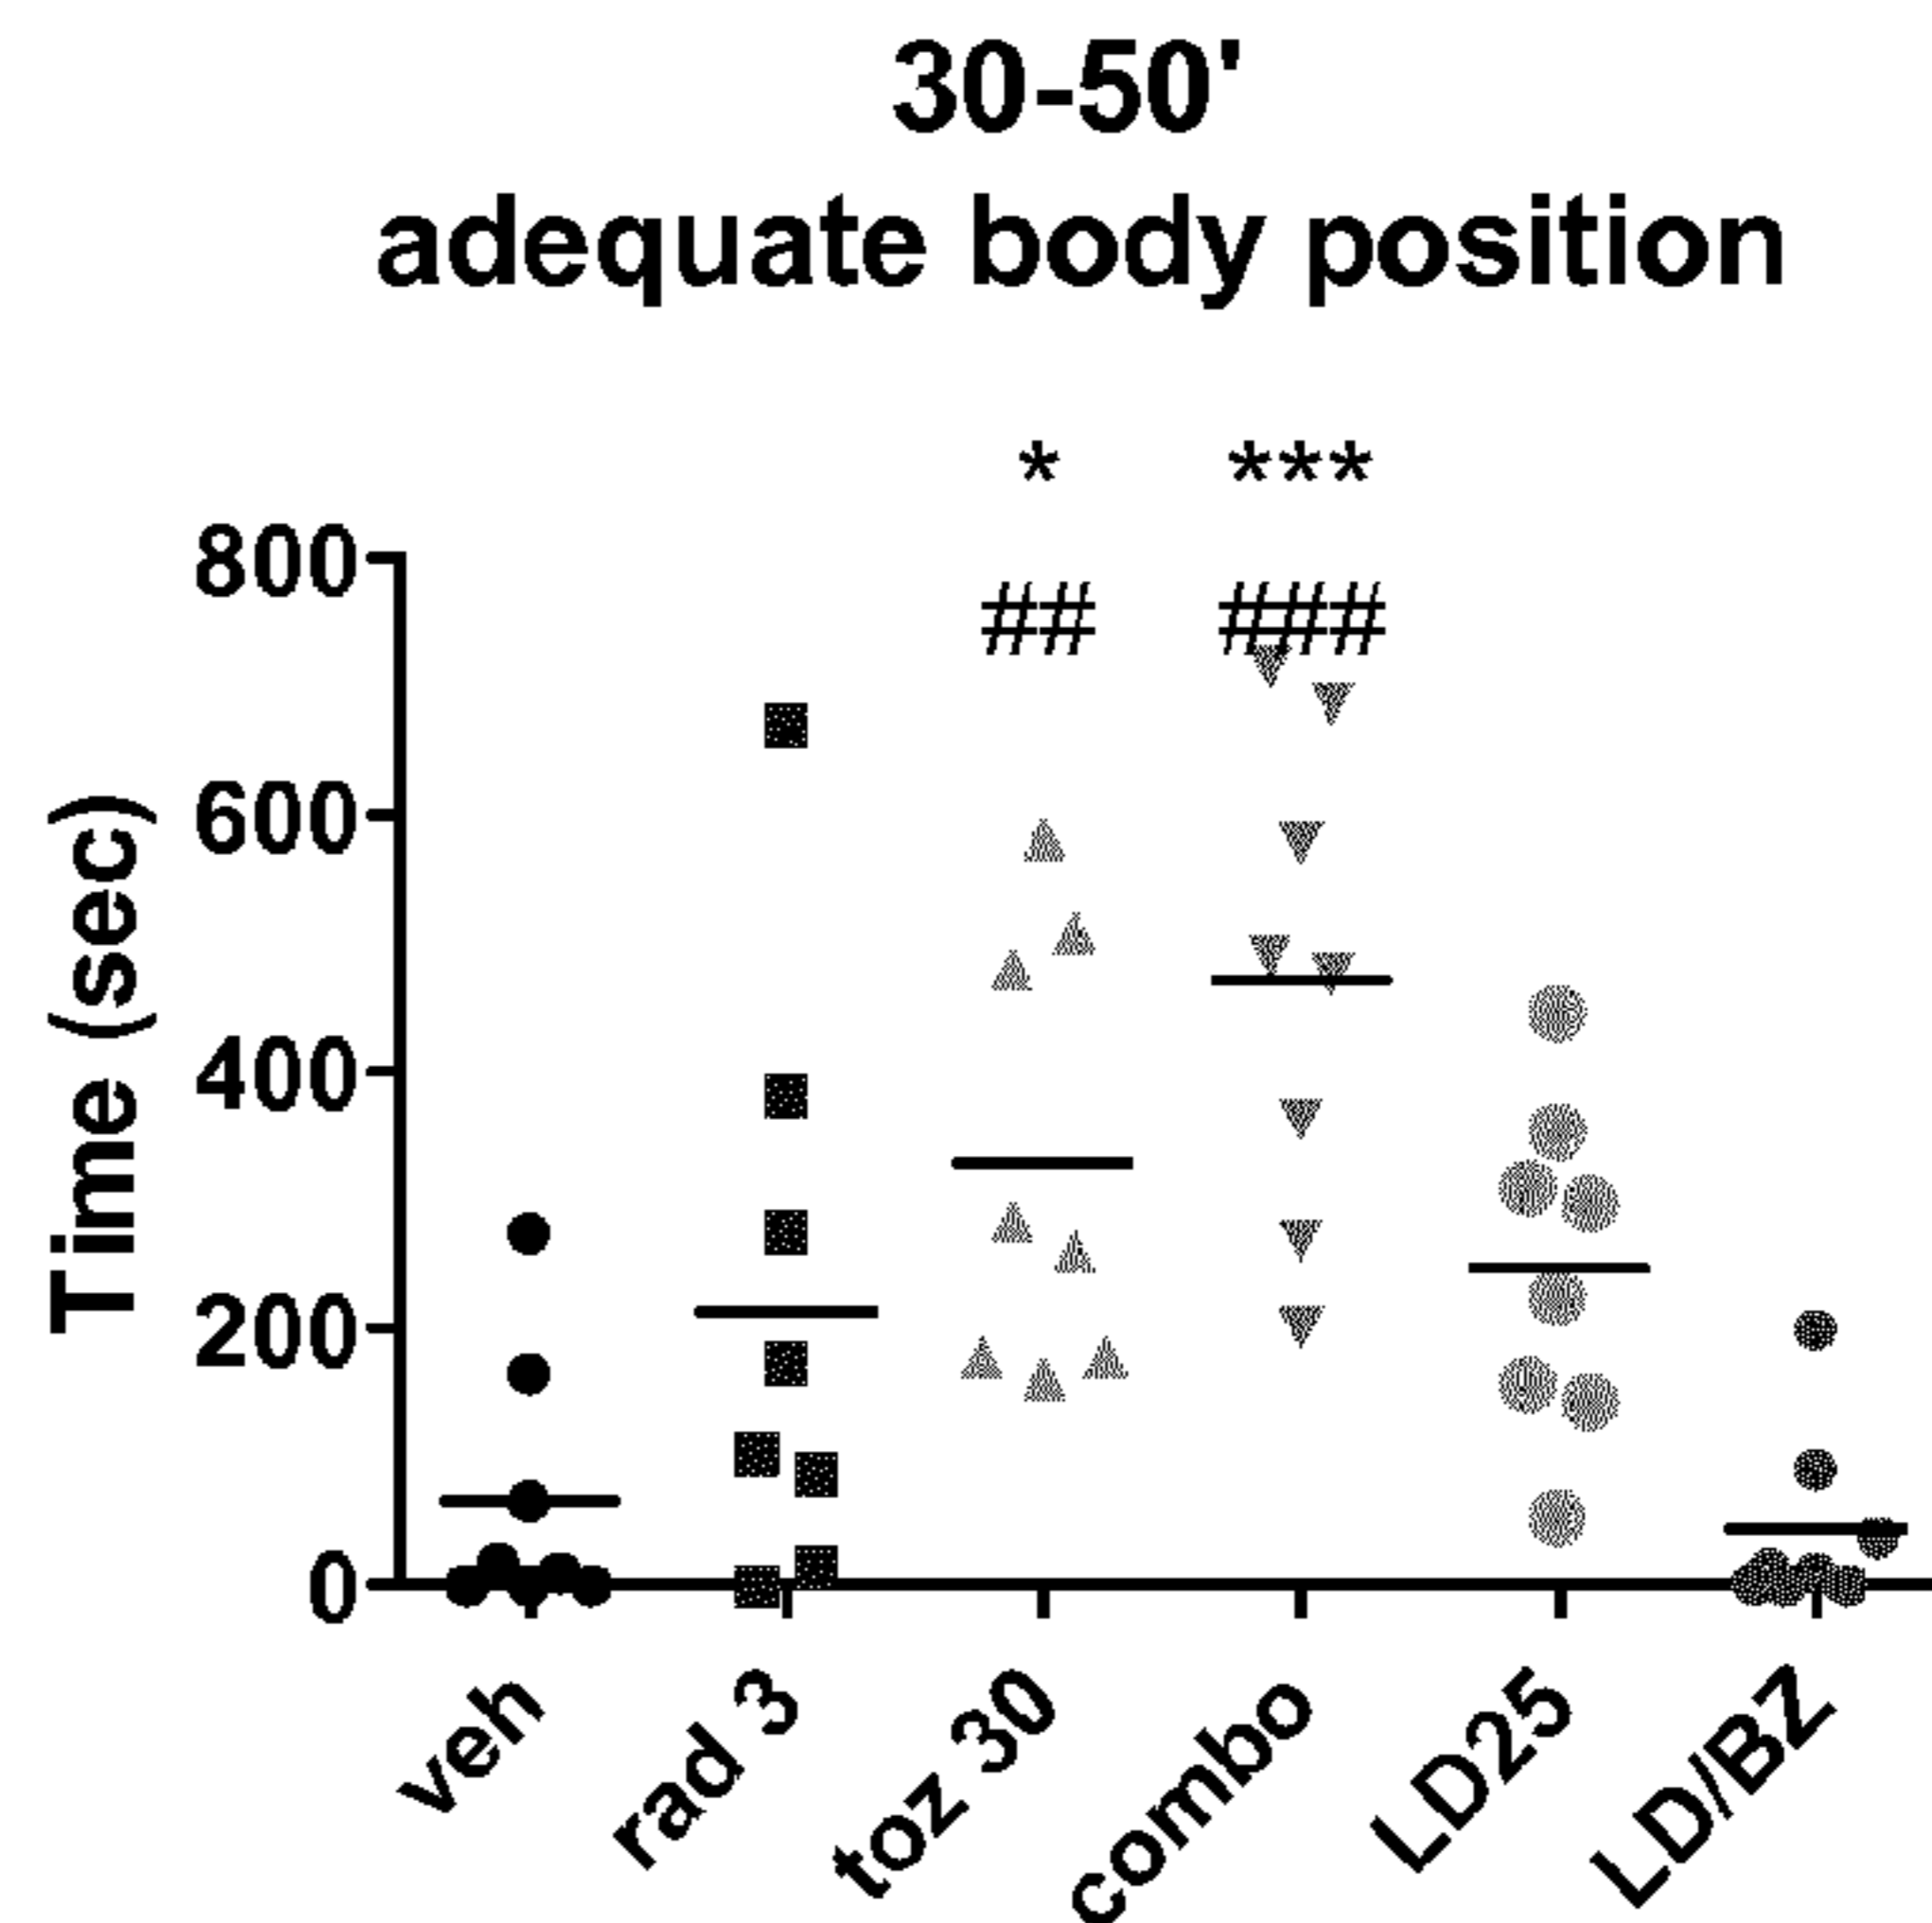 30-50'
adequate body position
* ***
## ###
Time (sec)
800
600
400
200
0
veh
rad 3
toz 30
combo
LD25
LD/BZ